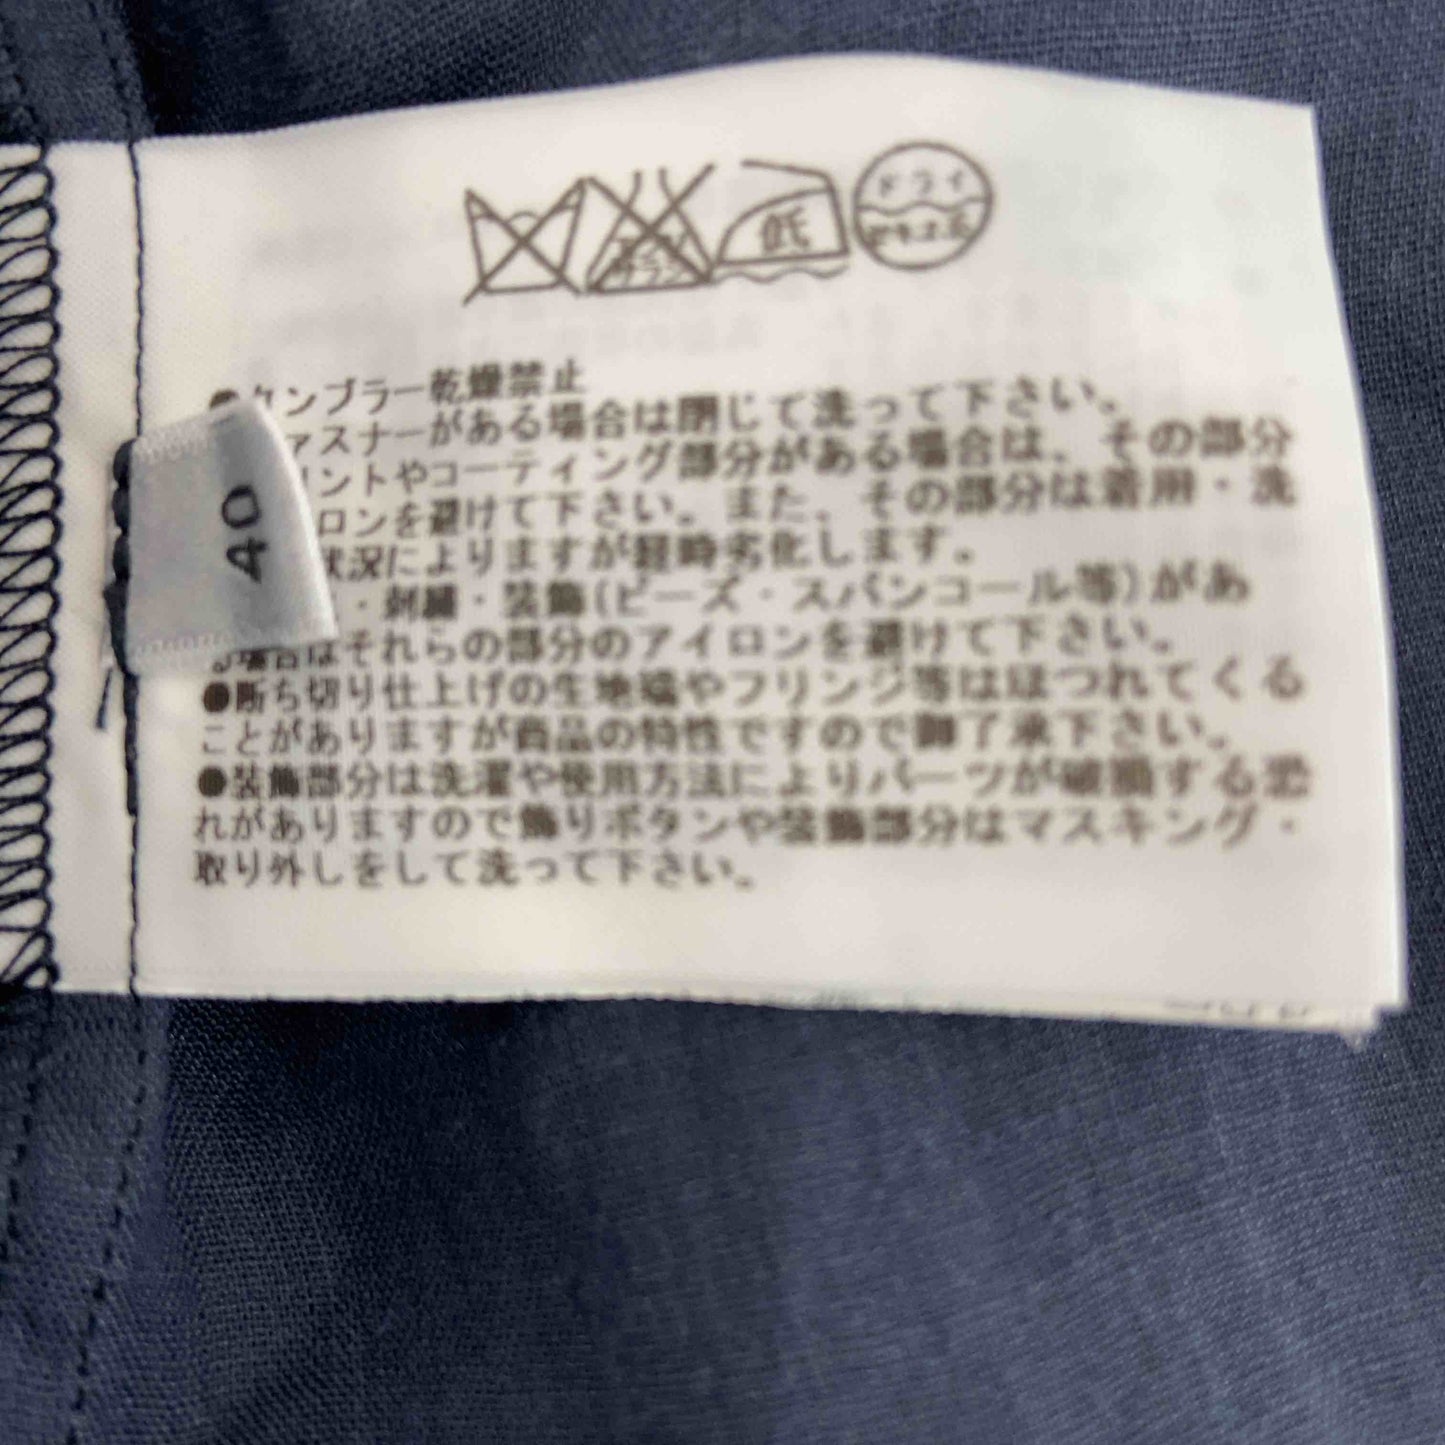 低
ドライ
セキユ系
タンブラー乾燥禁止
ァスナーがある場合は閉じて洗って下さい。
リントやコーティング部分がある場合は、その部分
ロンを避けて下さい。また、その部分は着用・洗
状況によりますが経時劣化します。
・刺繍・装飾(ビーズ・スパンコール等)があ
る場合はそれらの部分のアイロンを避けて下さい。
●断ち切り仕上げの生地端やフリンジ等はほつれてくる
ことがありますが商品の特性ですので御了承下さい。
●装飾部分は洗濯や使用方法によりパーツが破損する恐
れがありますので飾りボタンや装飾部分はマスキング・
取り外しをして洗って下さい。
40